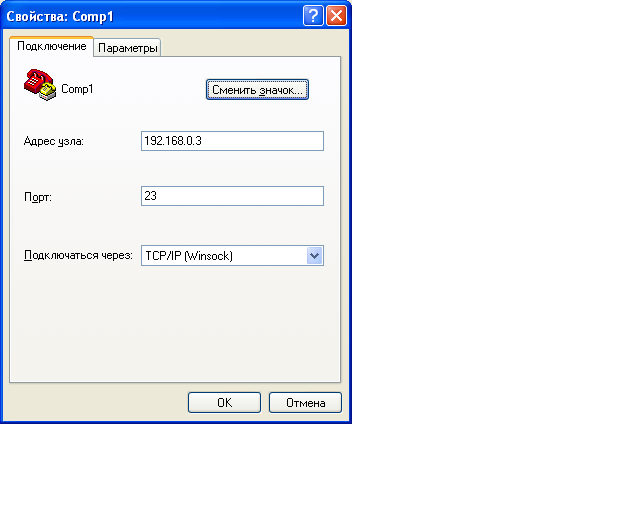 Свойства: Comp1
Подключение Параметры
Comp1 Сменить значок...
Адрес узла: 192.168.0.3
Порт: 23
Подключаться через: TCP/IP (Winsock)
OK Отмена